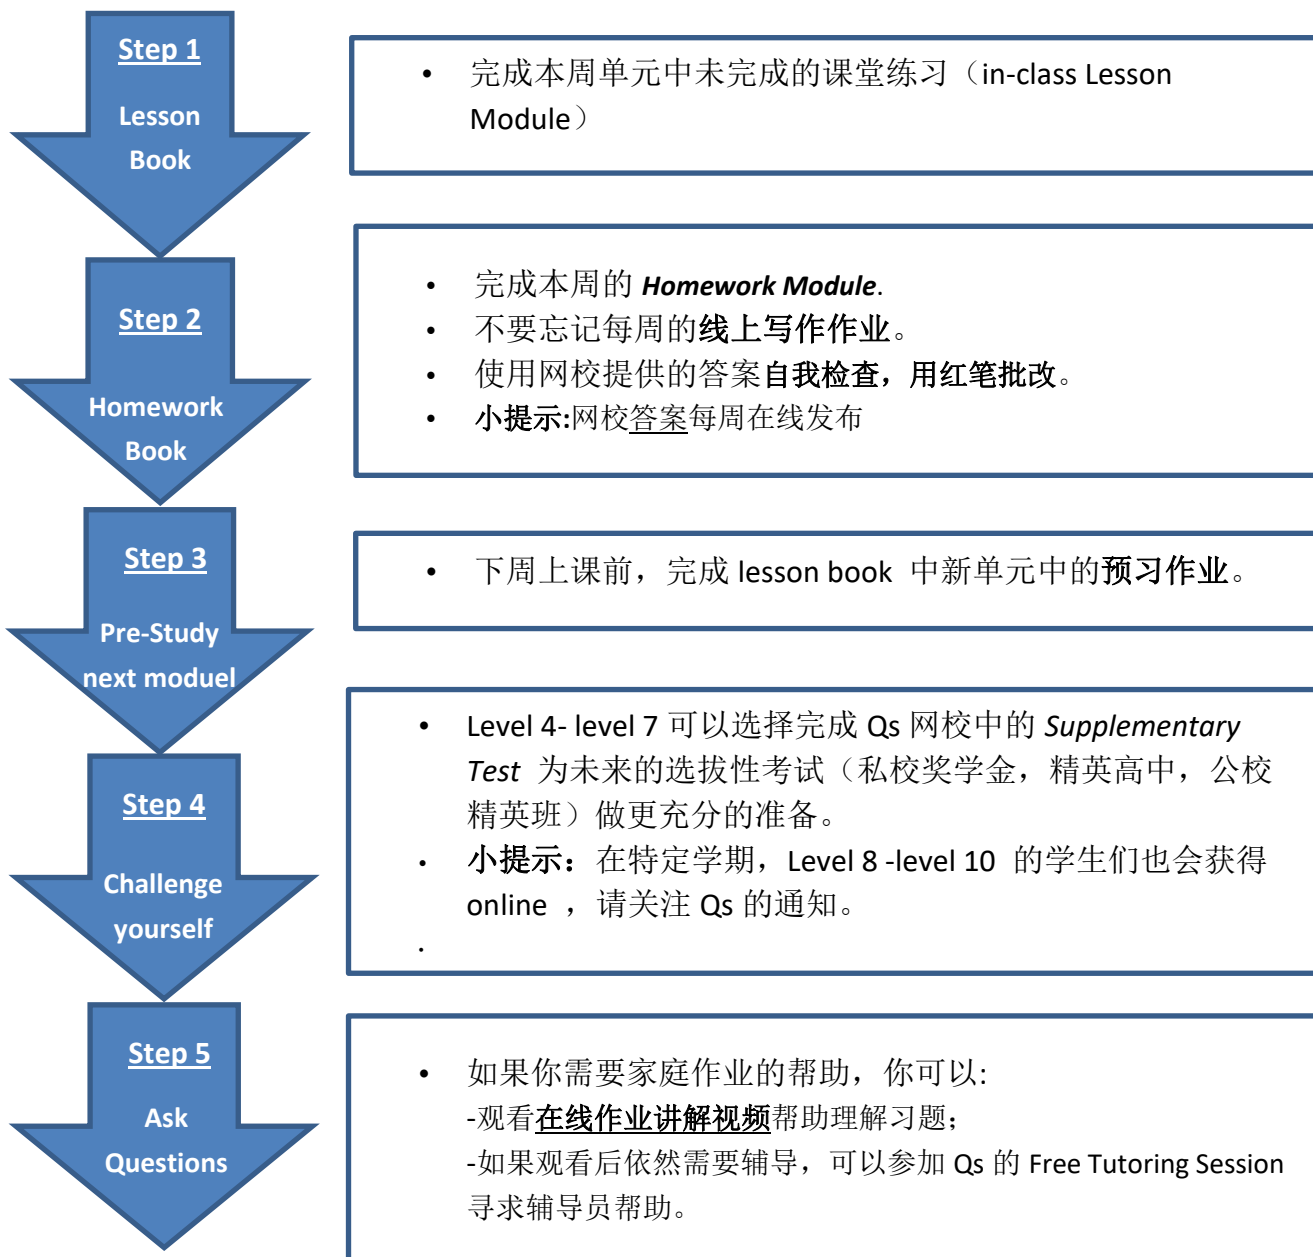 Step 1
Lesson
Book
• 完成本周单元中未完成的课堂练习（in-class Lesson
Module）
Step 2
Homework
Book
• 完成本周的 Homework Module.
• 不要忘记每周的线上写作作业。
• 使用网校提供的答案自我检查，用红笔批改。
• 小提示:网校答案每周在线发布
Step 3
Pre-Study
next moduel
• 下周上课前，完成 lesson book 中新单元中的预习作业。
Step 4
Challenge
yourself
• Level 4- level 7 可以选择完成 Qs 网校中的 Supplementary
Test 为未来的选拔性考试（私校奖学金，精英高中，公校
精英班）做更充分的准备。
• 小提示：在特定学期，Level 8 -level 10 的学生们也会获得
online ，请关注 Qs 的通知。
•
Step 5
Ask
Questions
• 如果你需要家庭作业的帮助，你可以:
-观看在线作业讲解视频帮助理解习题；
-如果观看后依然需要辅导，可以参加 Qs 的 Free Tutoring Session
寻求辅导员帮助。